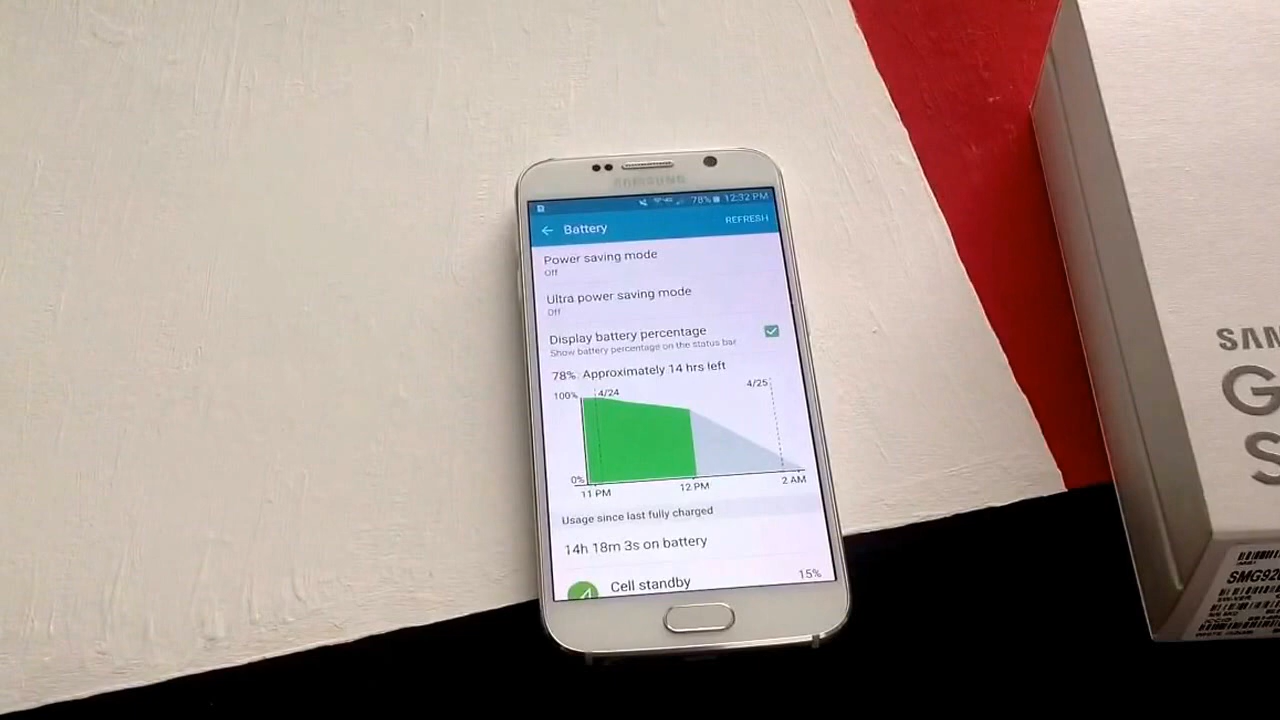 SAMSUNG
78% 12:32 PM
Battery
REFRESH
Power saving mode
Off
Ultra power saving mode
Off
Display battery percentage
Show battery percentage on the status bar
78% Approximately 14 hrs left
100%
4/24
4/25
0%
11 PM
12 PM
2 AM
Usage since last fully charged
14h 18m 3s on battery
Cell standby
15%
SAM
G
S
SMG92